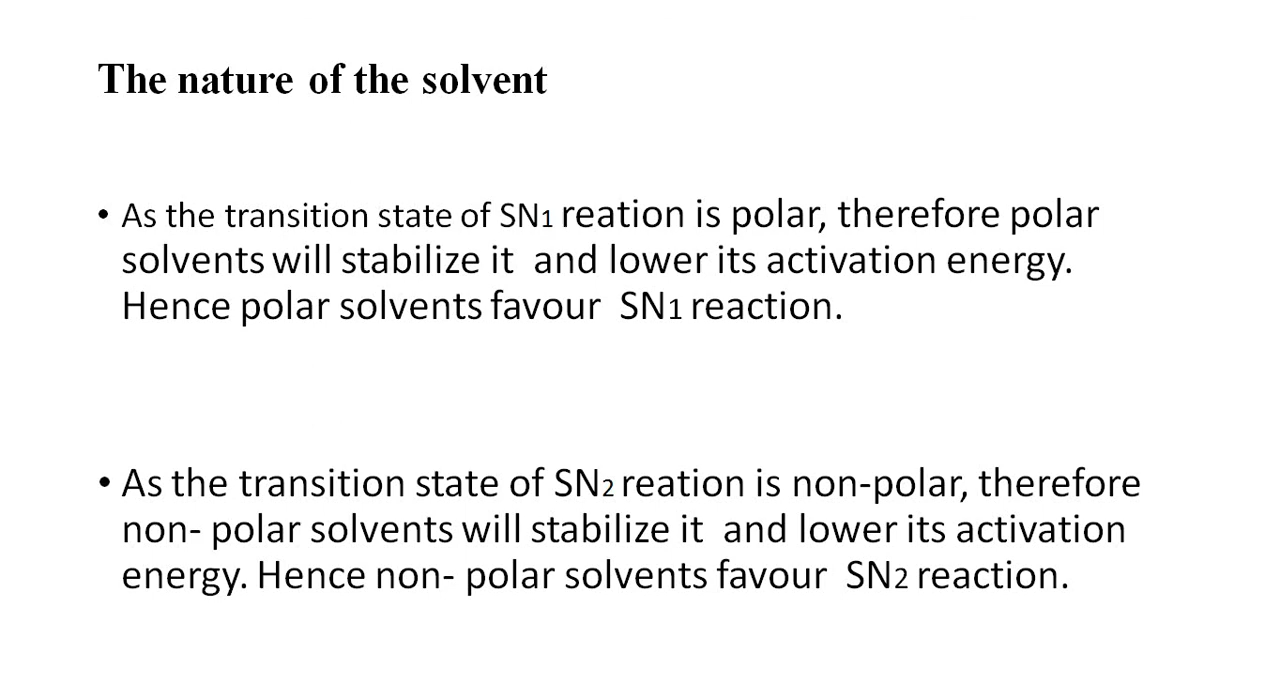 The nature of the solvent
• As the transition state of SN1 reation is polar, therefore polar
solvents will stabilize it  and lower its activation energy.
Hence polar solvents favour  SN1 reaction.
• As the transition state of SN2 reation is non-polar, therefore
non- polar solvents will stabilize it  and lower its activation
energy. Hence non- polar solvents favour  SN2 reaction.